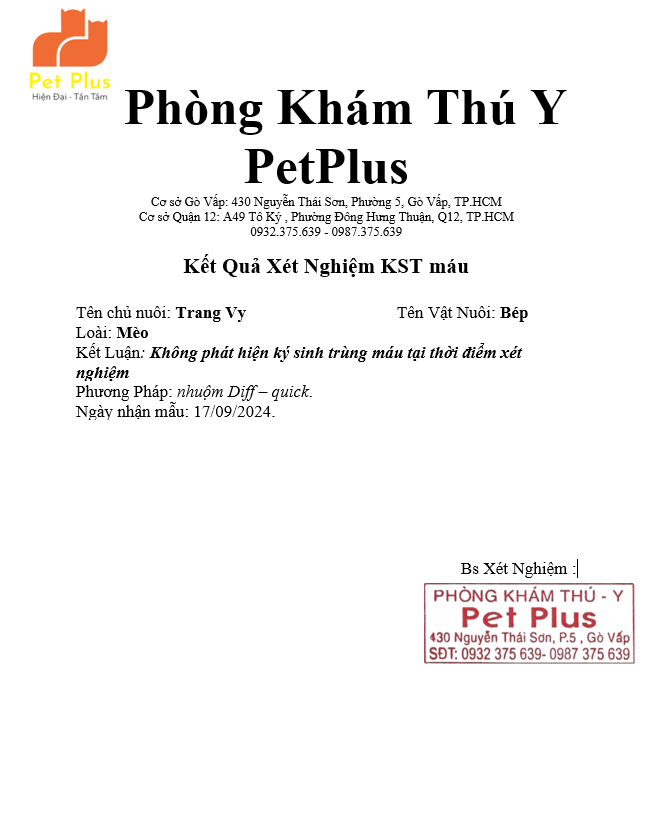 Pet Plus
Hiện Đại - Tận Tâm
Phòng Khám Thú Y
PetPlus
Cơ sở Gò Vấp: 430 Nguyễn Thái Sơn, Phường 5, Gò Vấp, TP.HCM
Cơ sở Quận 12: A49 Tô Ký , Phường Đông Hưng Thuận, Q12, TP.HCM
0932.375.639 - 0987.375.639
Kết Quả Xét Nghiệm KST máu
Tên chủ nuôi: Trang Vy Tên Vật Nuôi: Bép
Loài: Mèo
Kết Luận: Không phát hiện ký sinh trùng máu tại thời điểm xét
nghiệm
Phương Pháp: nhuộm Diff – quick.
Ngày nhận mẫu: 17/09/2024.
Bs Xét Nghiệm :
PHÒNG KHÁM THÚ - Y
Pet Plus
430 Nguyễn Thái Sơn, P.5 , Gò Vấp
SĐT: 0932 375 639- 0987 375 639